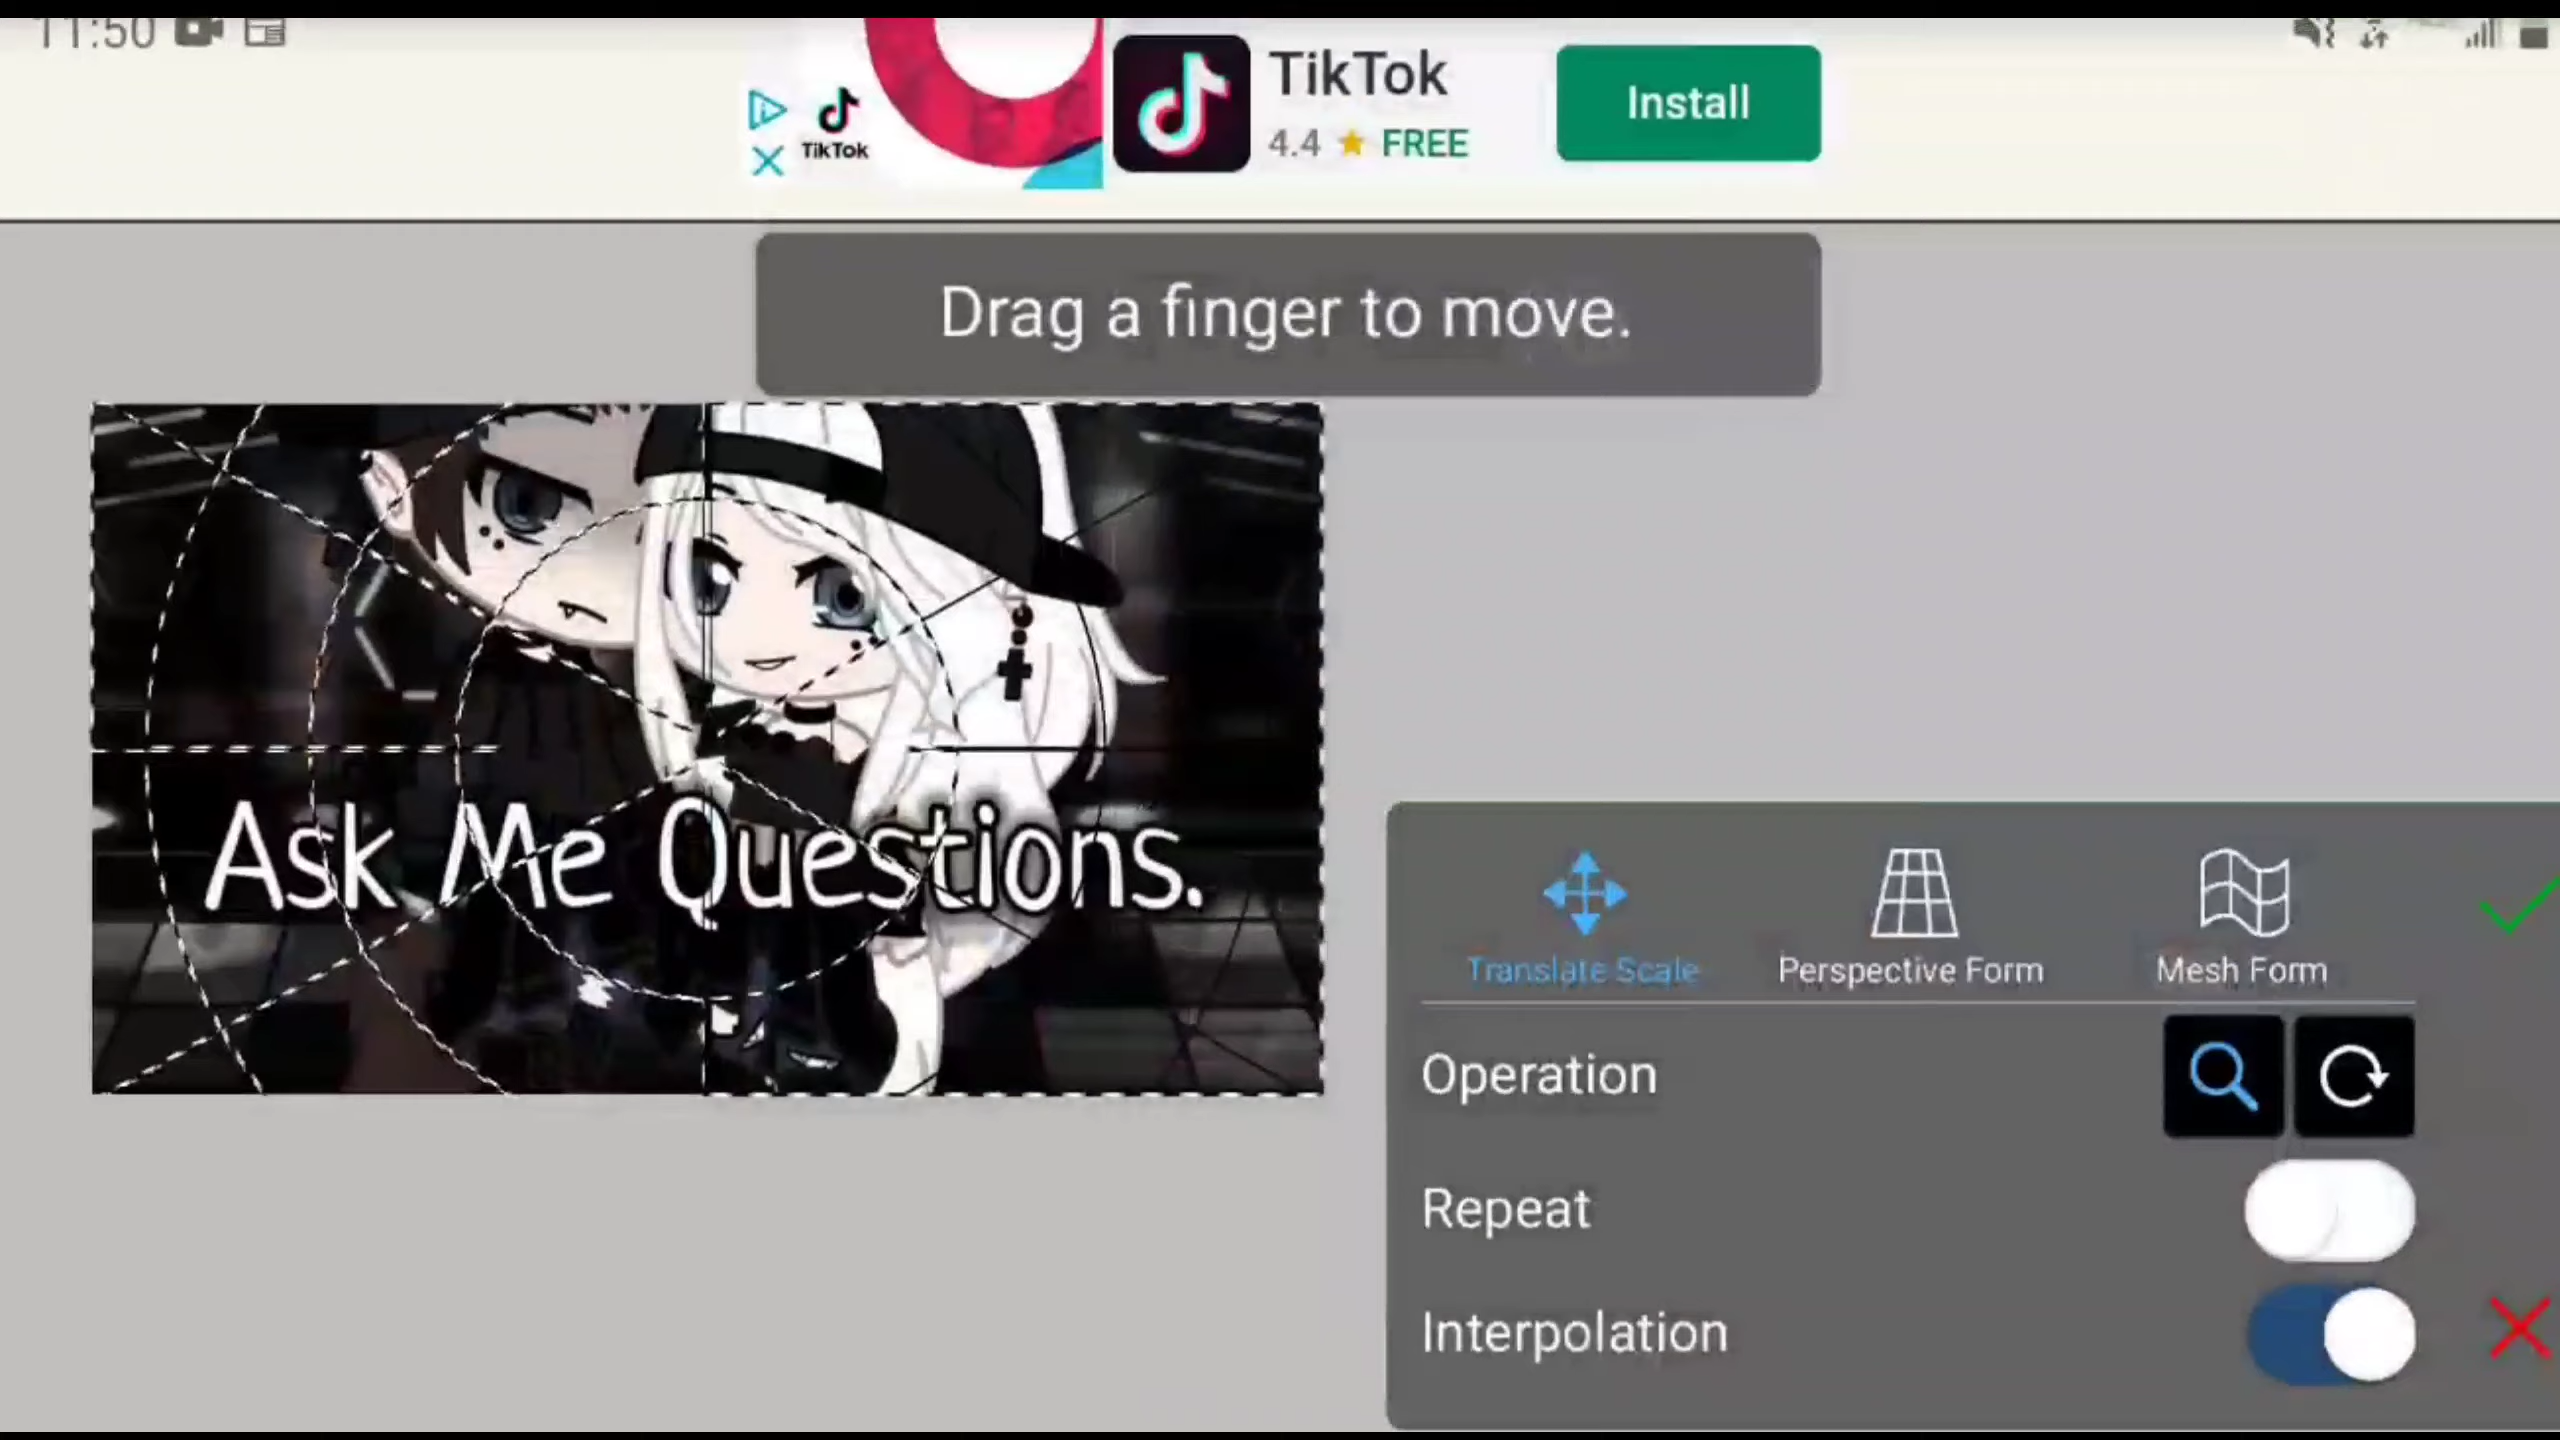 11:50
TikTok
TikTok
4.4 ★ FREE
Install
Drag a finger to move.
Ask Me Questions.
Translate Scale
Perspective Form
Mesh Form
Operation
Repeat
Interpolation